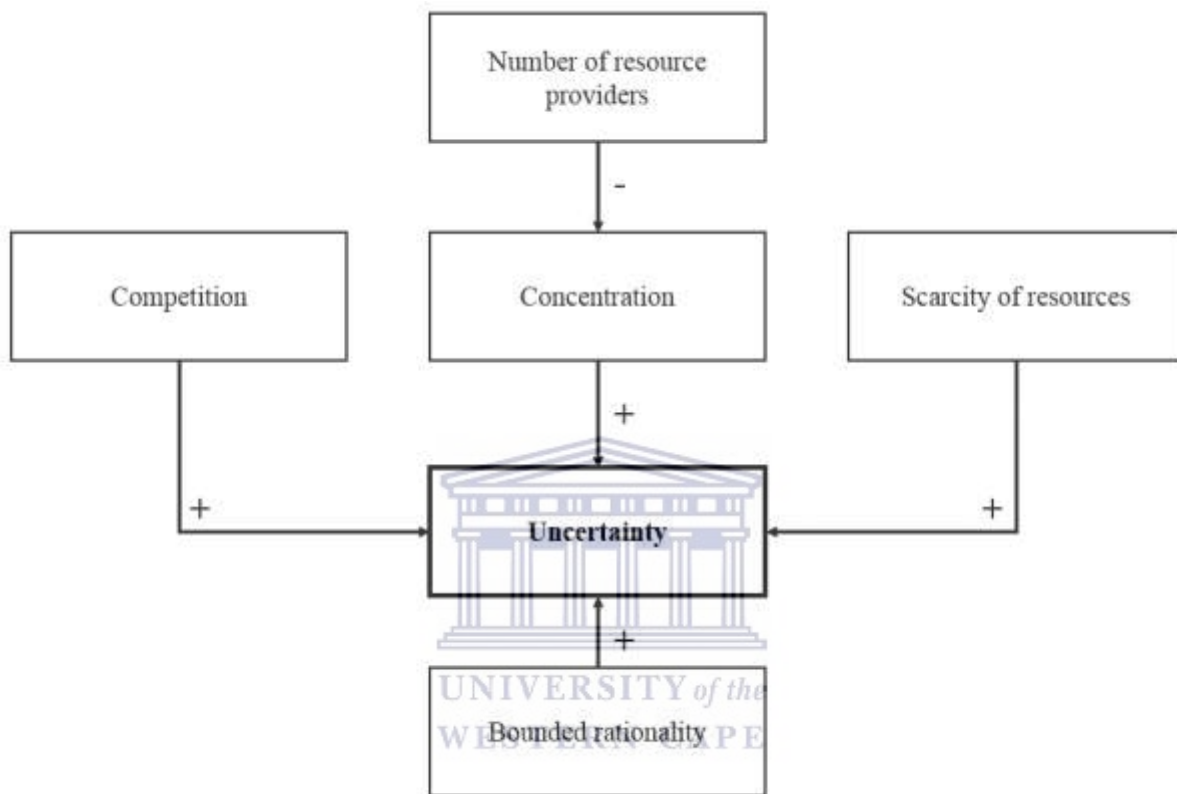 Number of resource
providers
-
Competition
Concentration
Scarcity of resources
+
+
+
Uncertainty
+
UNIVERSITY of the
Bounded rationality
WESTERN CAPE